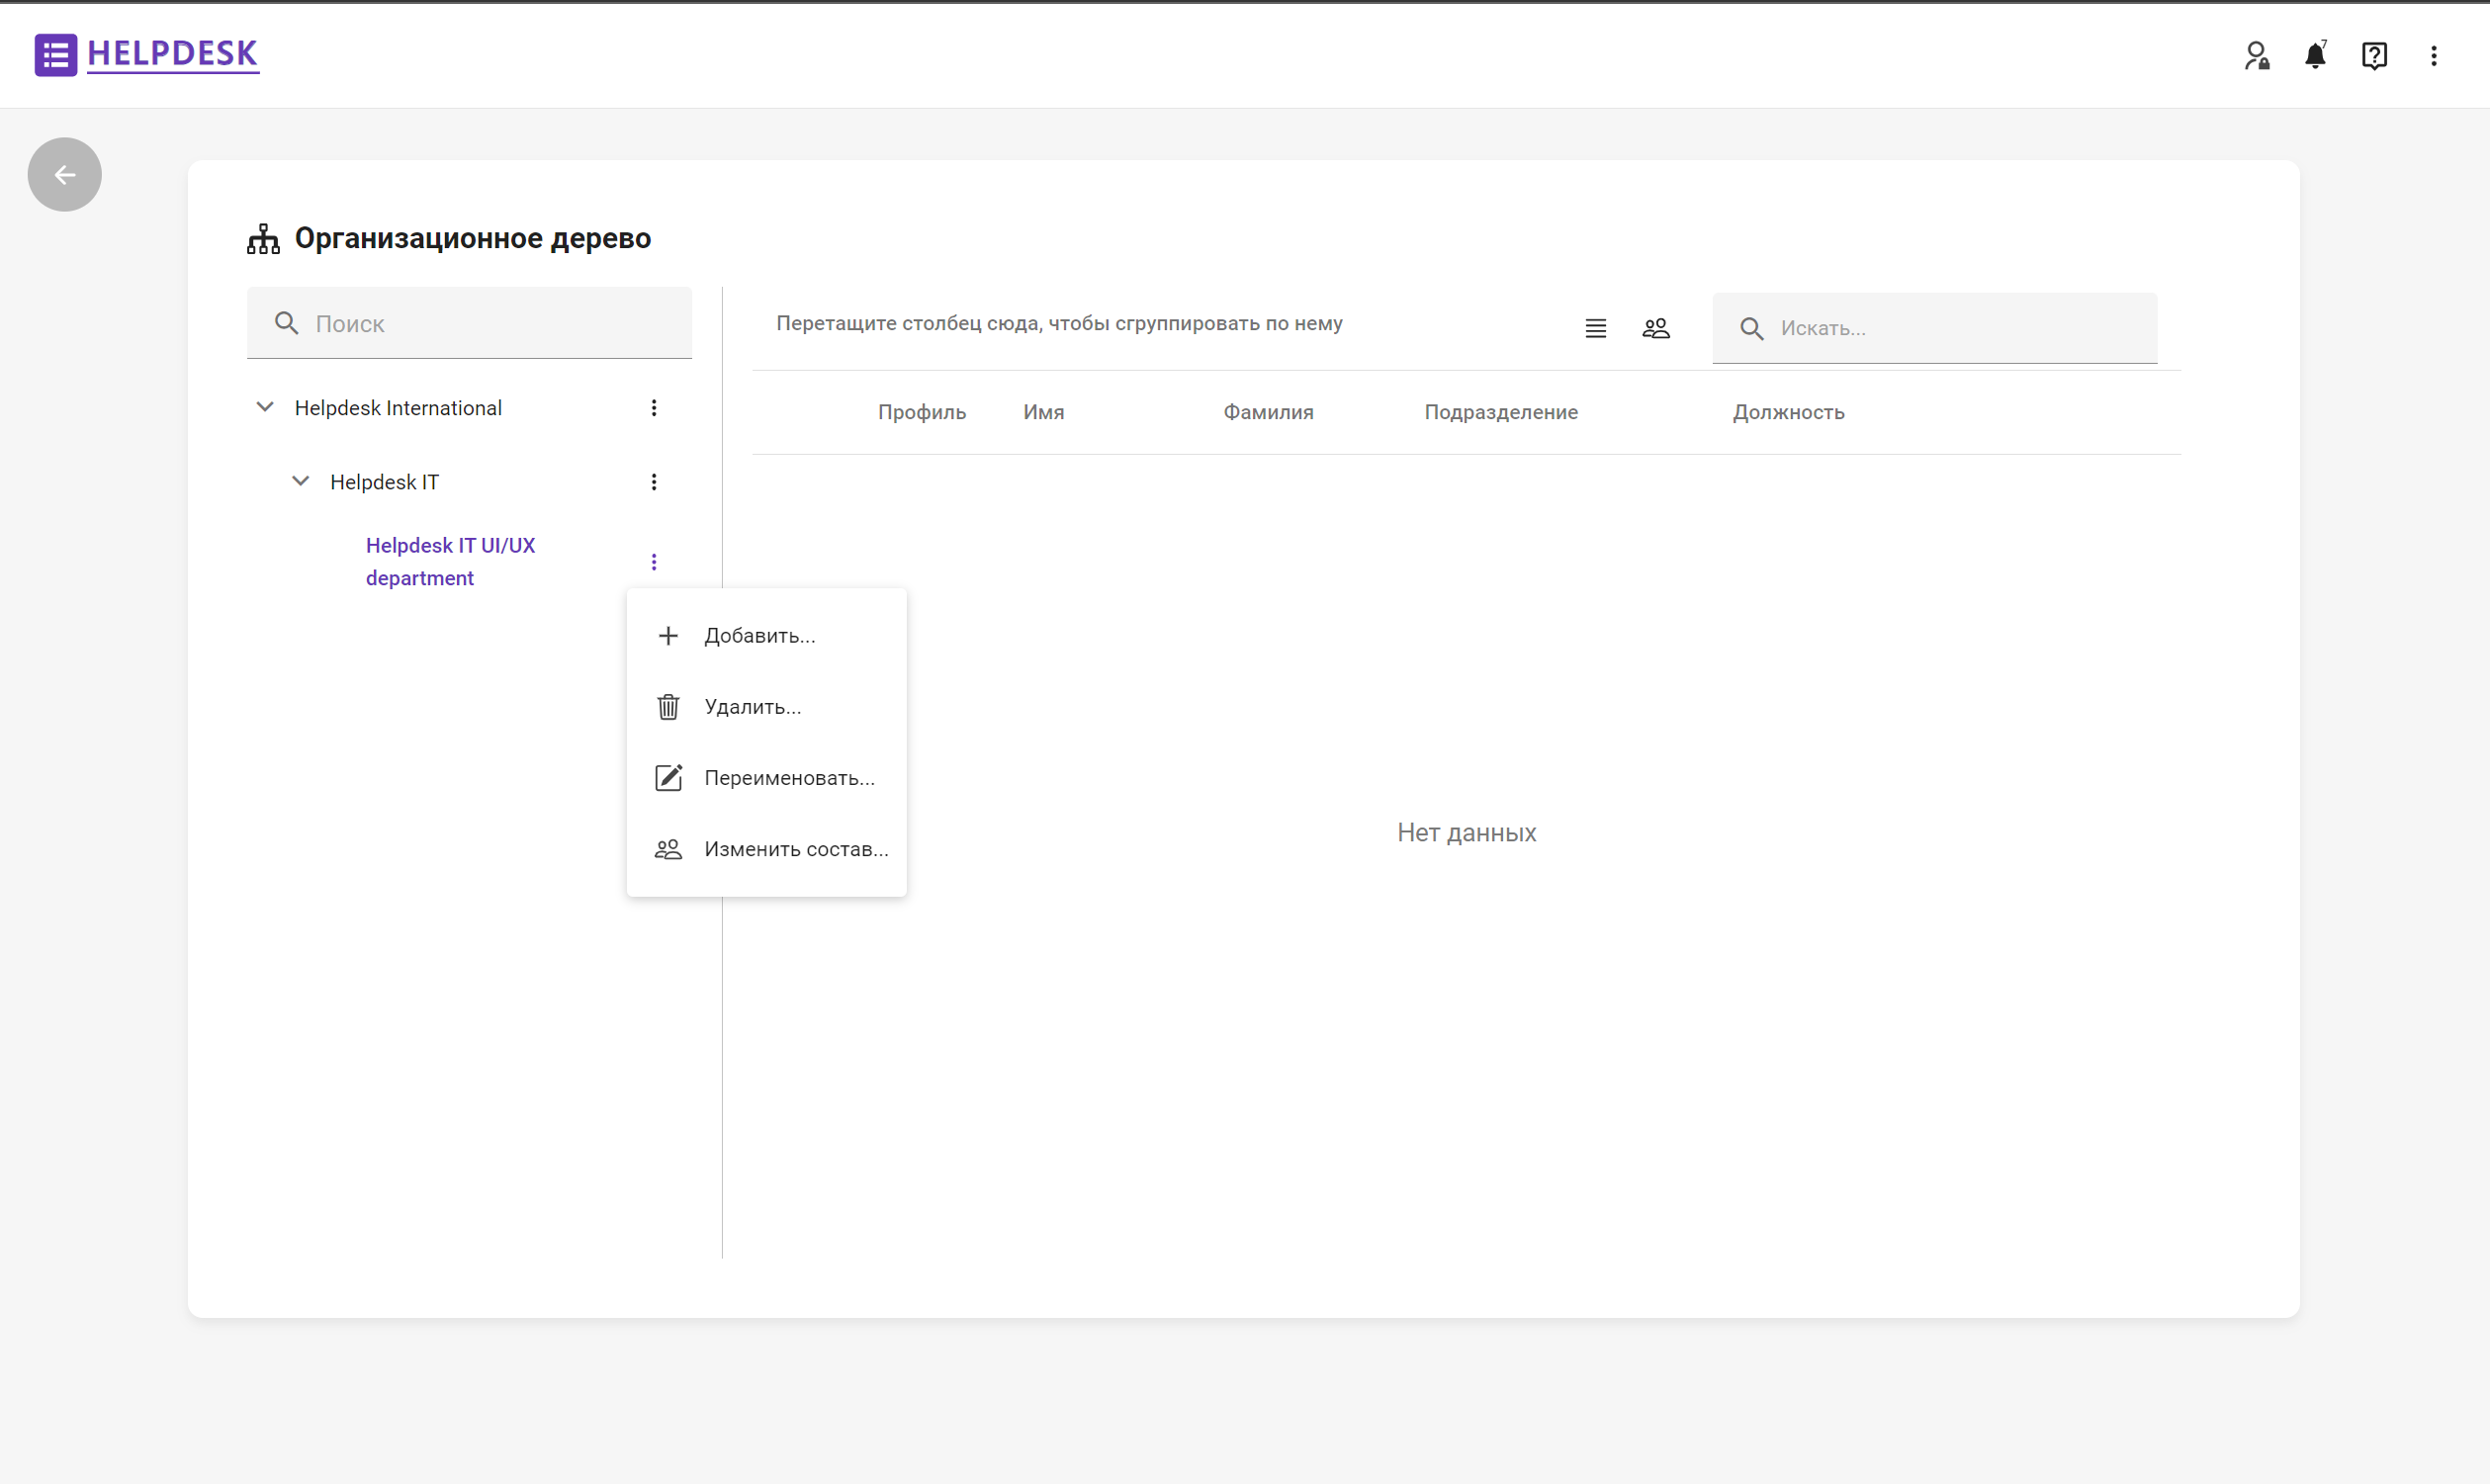 HELPDESK
7
Организационное дерево
Поиск
Helpdesk International
Helpdesk IT
Helpdesk IT UI/UX
department
Добавить...
Удалить...
Переименовать...
Изменить состав...
Перетащите столбец сюда, чтобы сгруппировать по нему
Искать...
Профиль Имя Фамилия Подразделение Должность
Нет данных